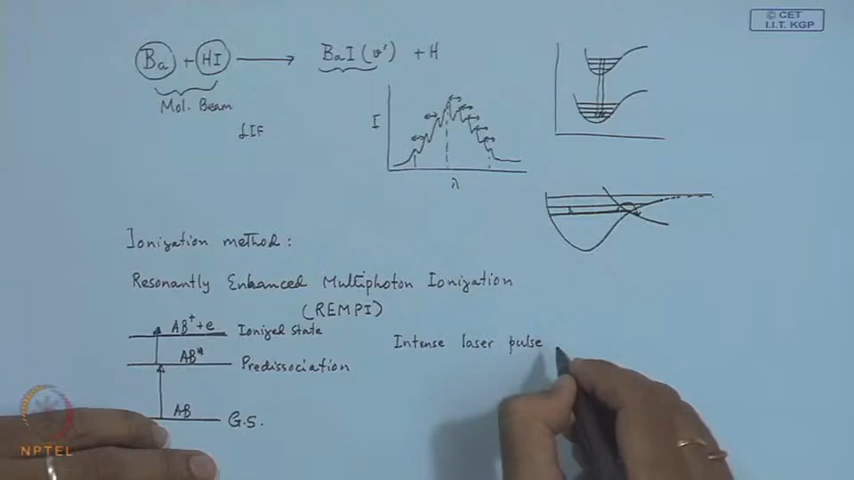 © CET
I.I.T. KGP
Ba + HI → BaI (v') + H
Mol. Beam
LIF
I
λ
Ionization method :
Resonantly Enhanced Multiphoton Ionization
(REMPI)
AB⁺ + e Ionized State
Intense laser pulse
AB* Predissociation
AB G.S.
NPTEL